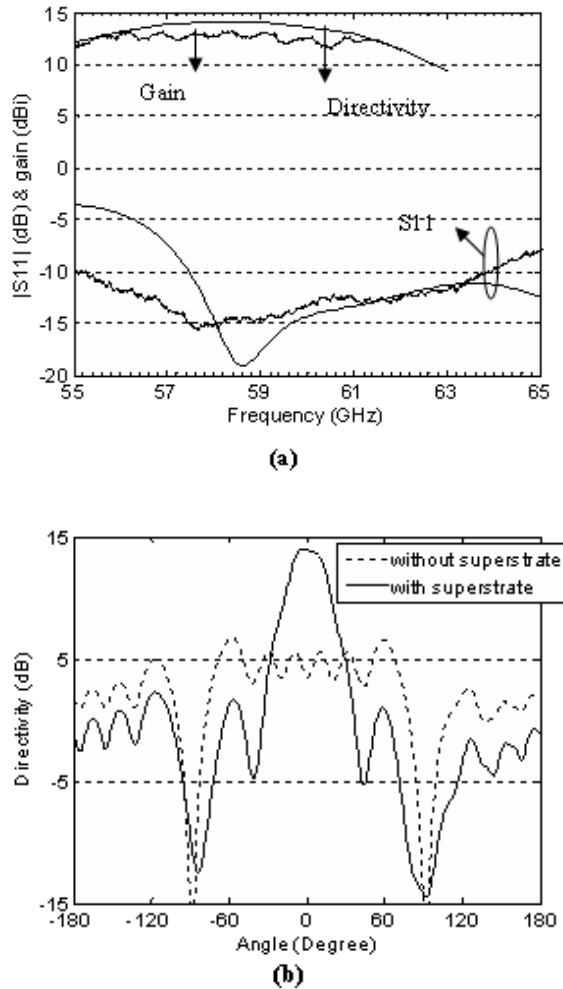 15
10
5
0
-5
-10
-15
-20
|S11| (dB) & gain (dBi)
Gain
Directivity
S11
55 57 59 61 63 65
Frequency (GHz)
(a)
15
5
-5
-15
Directivity (dB)
without superstrate
with superstrate
-180 -120 -60 0 60 120 180
Angle (Degree)
(b)